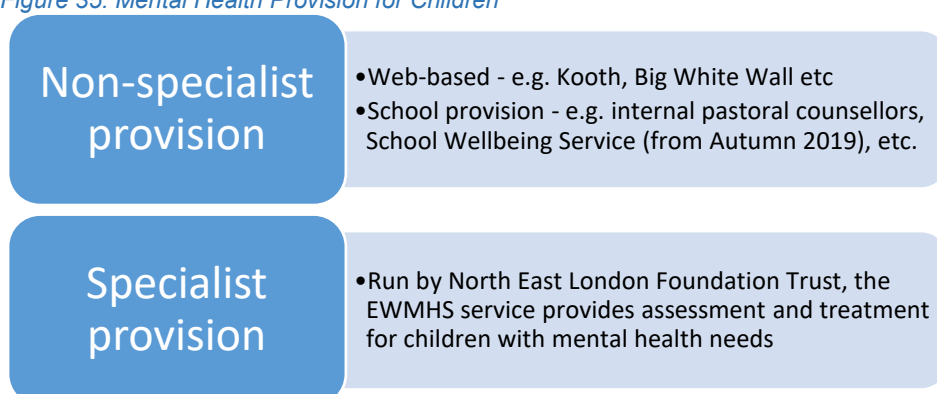 Figure 35: Mental Health Provision for Children
Non-specialist
provision
•Web-based - e.g. Kooth, Big White Wall etc
•School provision - e.g. internal pastoral counsellors,
School Wellbeing Service (from Autumn 2019), etc.
Specialist
provision
•Run by North East London Foundation Trust, the
EWMHS service provides assessment and treatment
for children with mental health needs